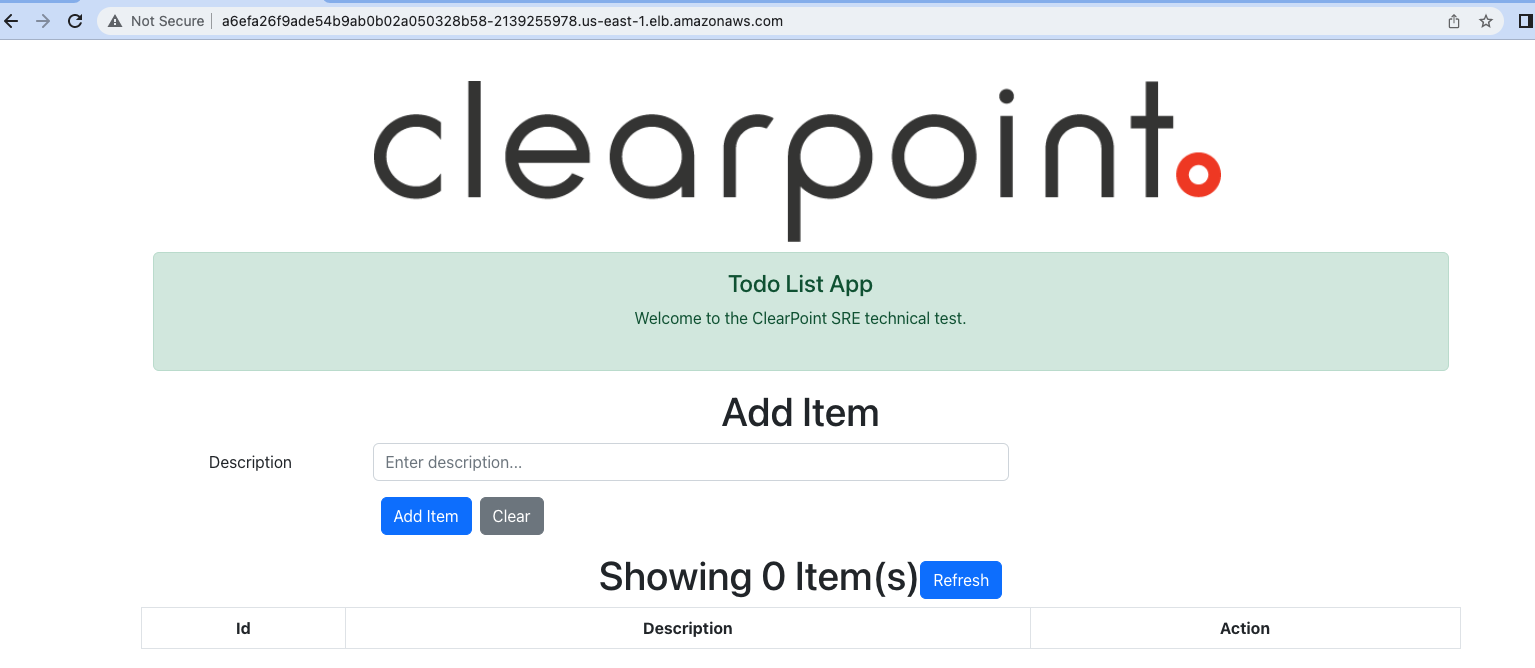 Not Secure a6efa26f9ade54b9ab0b02a050328b58-2139255978.us-east-1.elb.amazonaws.com
clearpoint
Todo List App
Welcome to the ClearPoint SRE technical test.
Add Item
Description Enter description...
Add Item Clear
Showing 0 Item(s) Refresh
Id Description Action